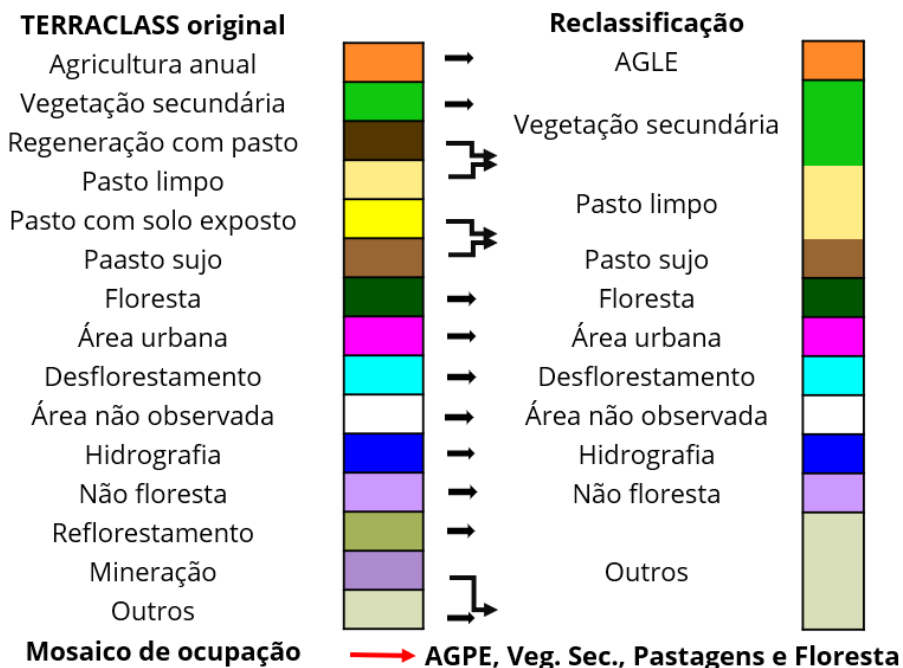 TERRACLASS original
Agricultura anual
Vegetação secundária
Regeneração com pasto
Pasto limpo
Pasto com solo exposto
Paasto sujo
Floresta
Área urbana
Desflorestamento
Área não observada
Hidrografia
Não floresta
Reflorestamento
Mineração
Outros
Reclassificação
AGLE
Vegetação secundária
Pasto limpo
Pasto sujo
Floresta
Área urbana
Desflorestamento
Área não observada
Hidrografia
Não floresta
Outros
Mosaico de ocupação
AGPE, Veg. Sec., Pastagens e Floresta